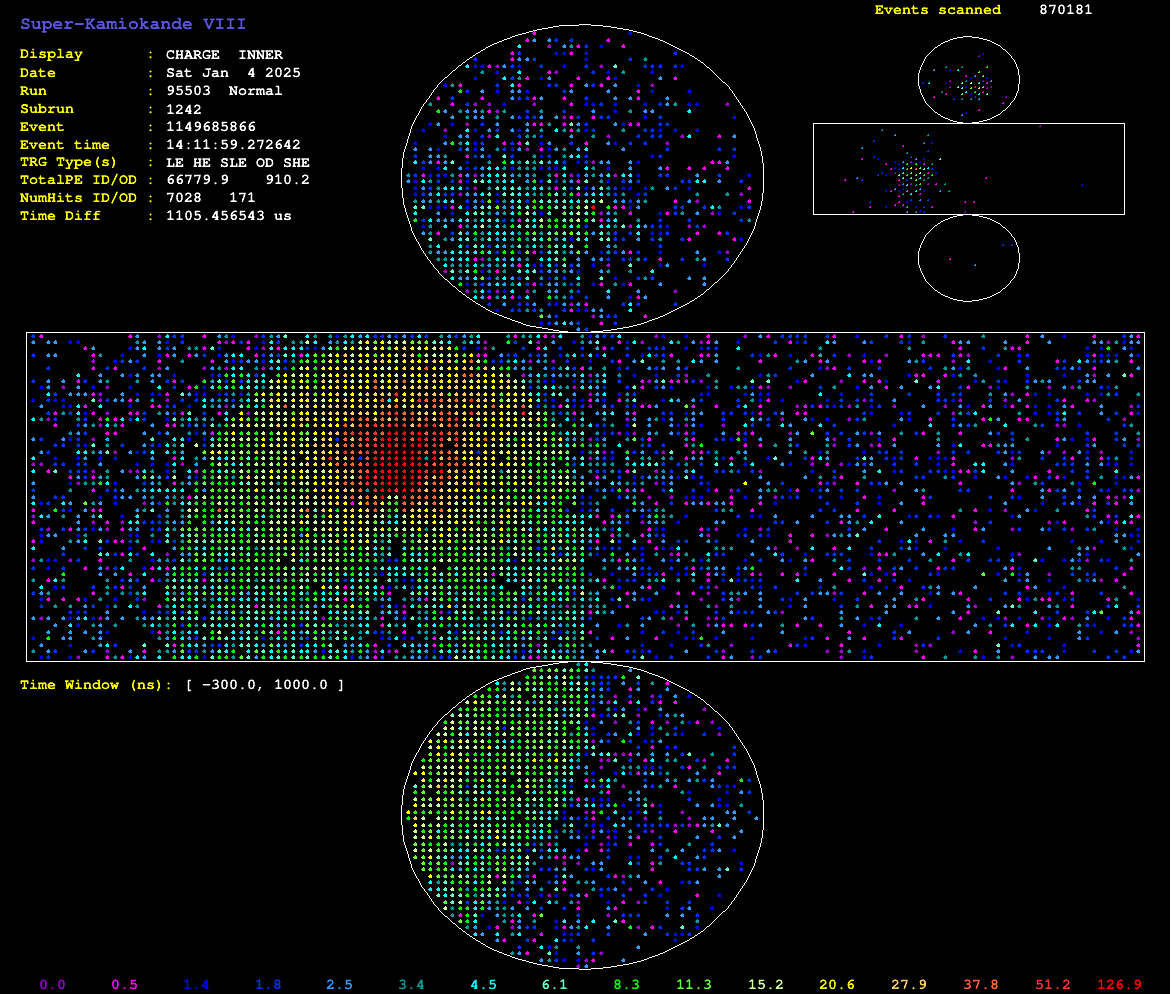 Super-Kamiokande VIII
Events scanned 870181
Display : CHARGE INNER
Date : Sat Jan 4 2025
Run : 95503 Normal
Subrun : 1242
Event : 1149685866
Event time : 14:11:59.272642
TRG Type(s) : LE HE SLE OD SHE
TotalPE ID/OD : 66779.9 910.2
NumHits ID/OD : 7028 171
Time Diff : 1105.456543 us
Time Window (ns): [ −300.0, 1000.0 ]
0.0 0.5 1.4 1.8 2.5 3.4 4.5 6.1 8.3 11.3 15.2 20.6 27.9 37.8 51.2 126.9